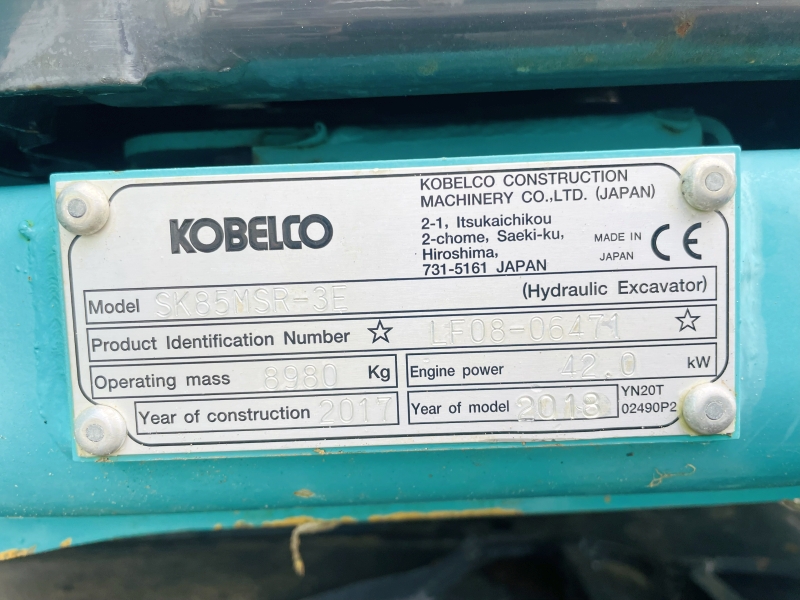 KOBELCO
KOBELCO CONSTRUCTION
MACHINERY CO.,LTD. (JAPAN)
2-1, Itsukaichikou
2-chome, Saeki-ku,
Hiroshima,
731-5161 JAPAN
MADE IN
JAPAN
CE
Model SK85MSR-3E (Hydraulic Excavator)
Product Identification Number ☆ LF08-06471 ☆
Operating mass 8980 Kg
Engine power 42.0 kW
Year of construction 2017
Year of model 2018
YN20T
02490P2